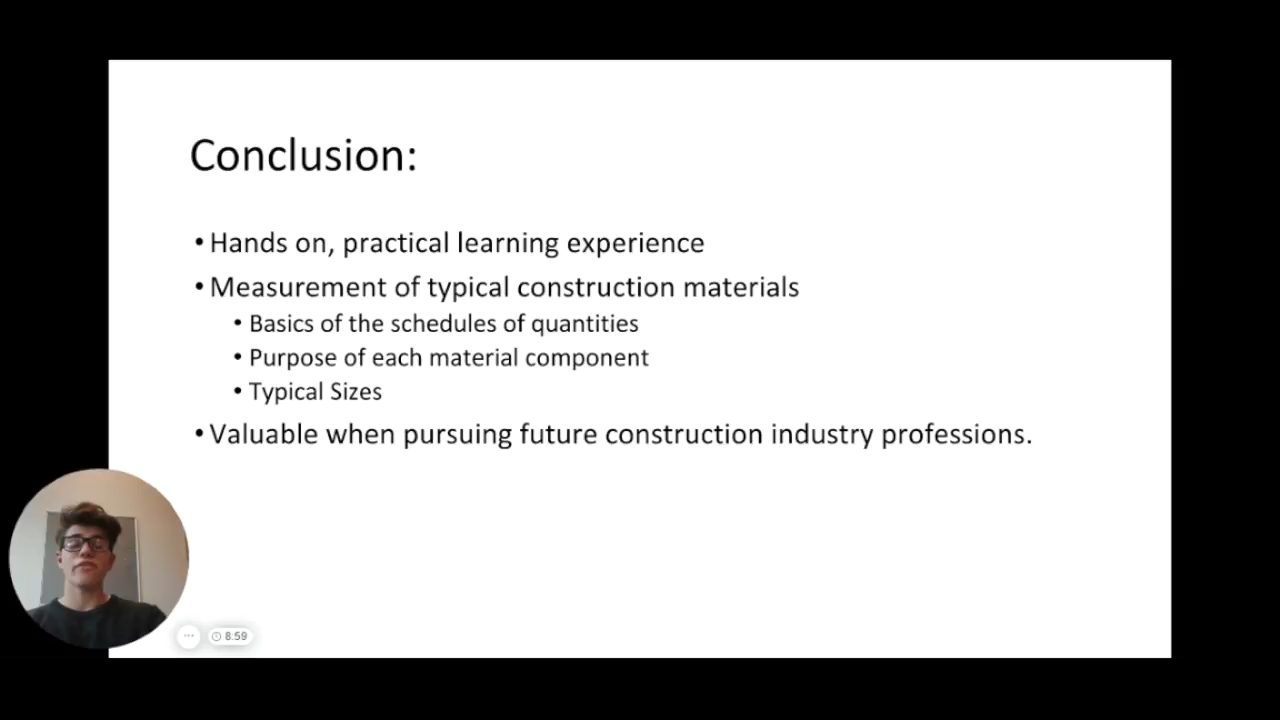 Conclusion:
• Hands on, practical learning experience
• Measurement of typical construction materials
• Basics of the schedules of quantities
• Purpose of each material component
• Typical Sizes
• Valuable when pursuing future construction industry professions.
8:59